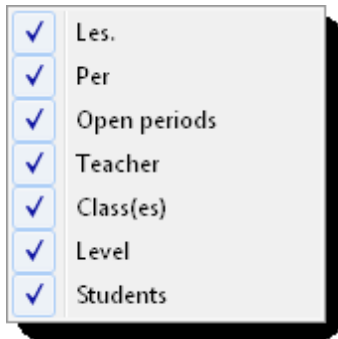 Les.
Per
Open periods
Teacher
Class(es)
Level
Students